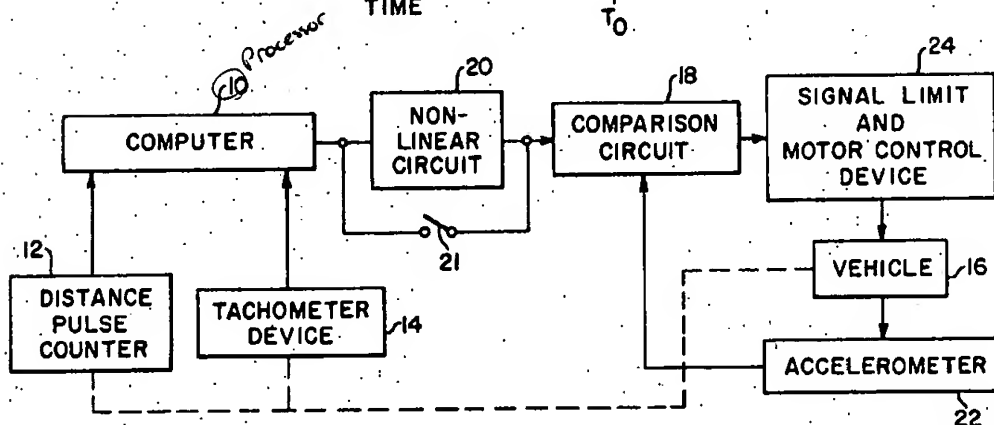 TIME
T0
Processor
10
20
18
24
COMPUTER
NON-
LINEAR
CIRCUIT
COMPARISON
CIRCUIT
SIGNAL LIMIT
AND
MOTOR CONTROL
DEVICE
21
12
DISTANCE
PULSE
COUNTER
TACHOMETER
DEVICE
14
VEHICLE
16
ACCELEROMETER
22